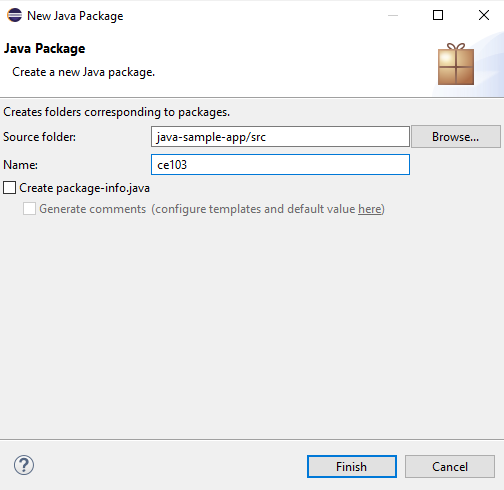 New Java Package
Java Package
Create a new Java package.
Creates folders corresponding to packages.
Source folder: java-sample-app/src Browse...
Name: ce103
Create package-info.java
Generate comments (configure templates and default value here)
? Finish Cancel